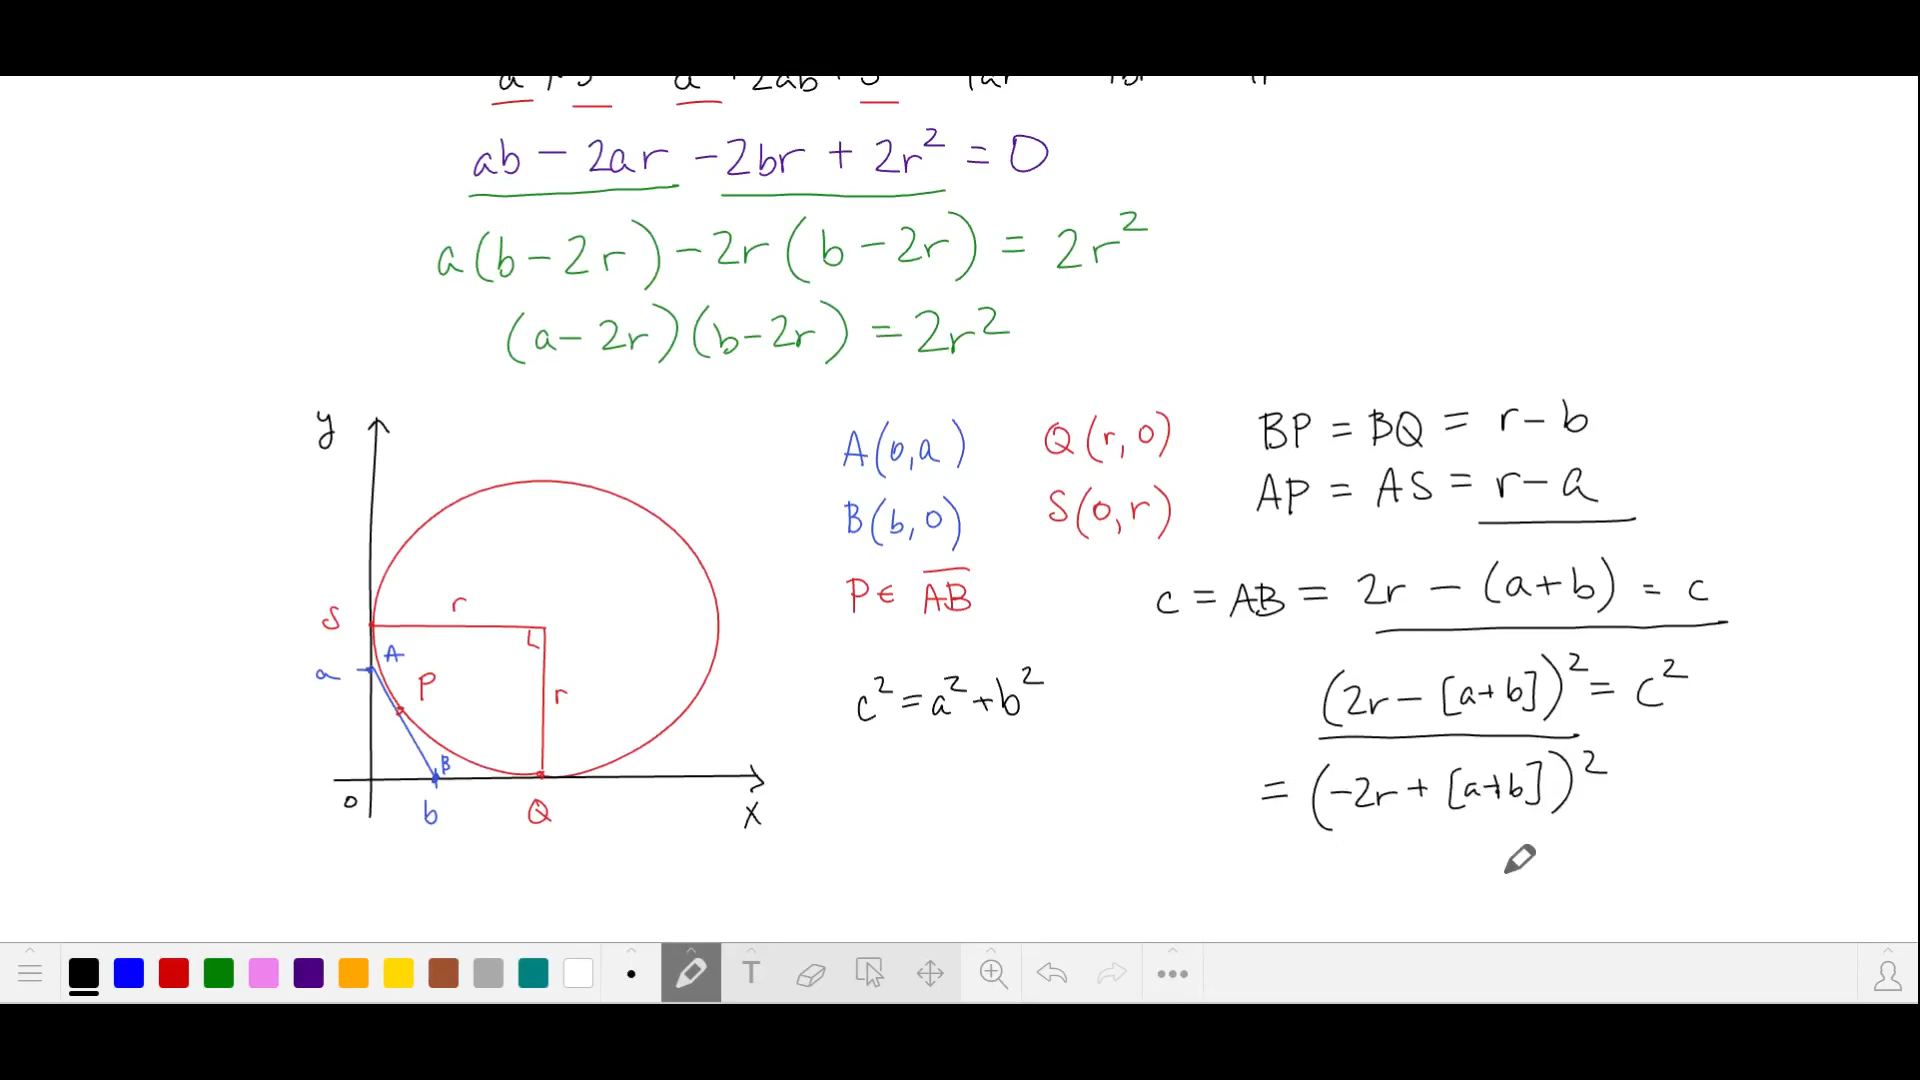 ab - 2ar - 2br + 2r² = 0
a(b-2r) - 2r(b-2r) = 2r²
(a-2r)(b-2r) = 2r²
y
S
r
L
A
a
P
r
B
0
b
Q
x
A(0,a)
B(b,0)
P∈ A̅B̅
c² = a² + b²
Q(r,0)
S(0,r)
BP = BQ = r-b
AP = AS = r-a
c = AB = 2r - (a+b) = c
(2r - [a+b])² = c²
= (-2r + [a+b])²
T